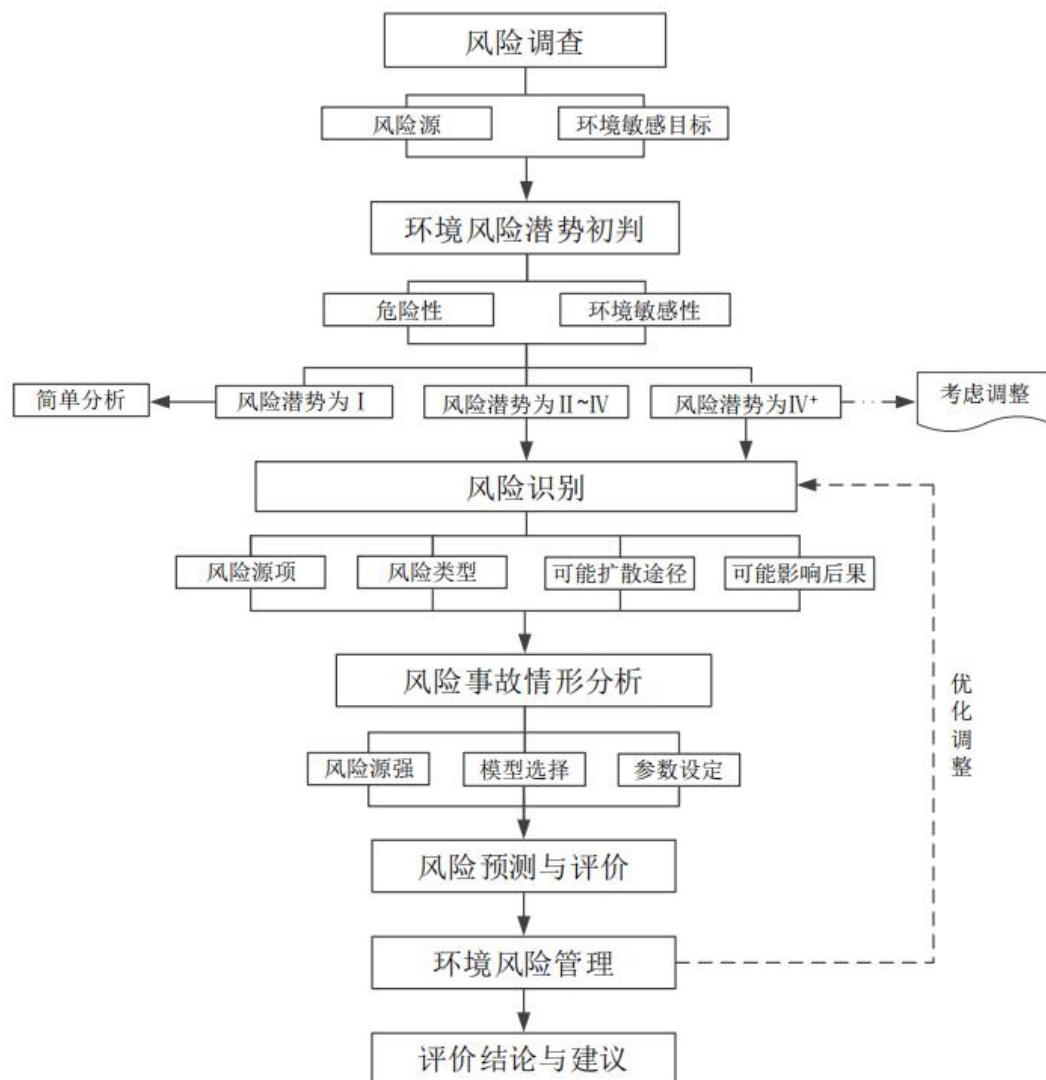 风险调查
风险源
环境敏感目标
环境风险潜势初判
危险性
环境敏感性
简单分析
风险潜势为Ⅰ
风险潜势为Ⅱ~Ⅳ
风险潜势为Ⅳ⁺
考虑调整
风险识别
风险源项
风险类型
可能扩散途径
可能影响后果
风险事故情形分析
风险源强
模型选择
参数设定
优化调整
风险预测与评价
环境风险管理
评价结论与建议